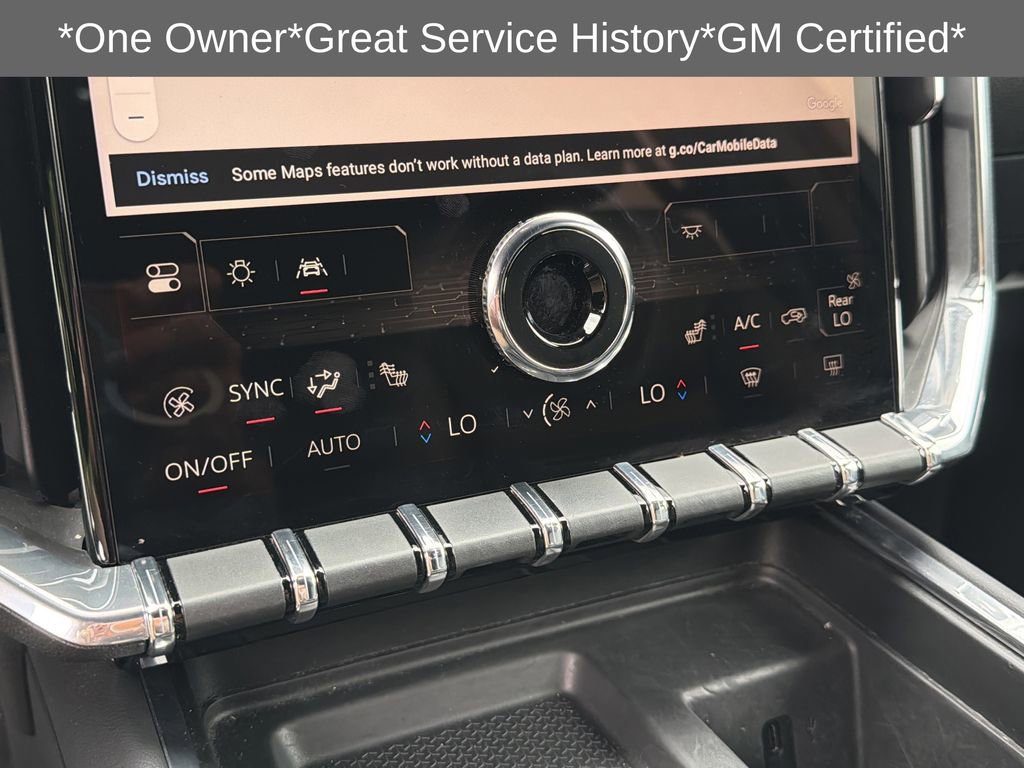 *One Owner*Great Service History*GM Certified*
Google
Dismiss Some Maps features don't work without a data plan. Learn more at g.co/CarMobileData
Rear
LO
A/C
SYNC
LO LO
AUTO
ON/OFF